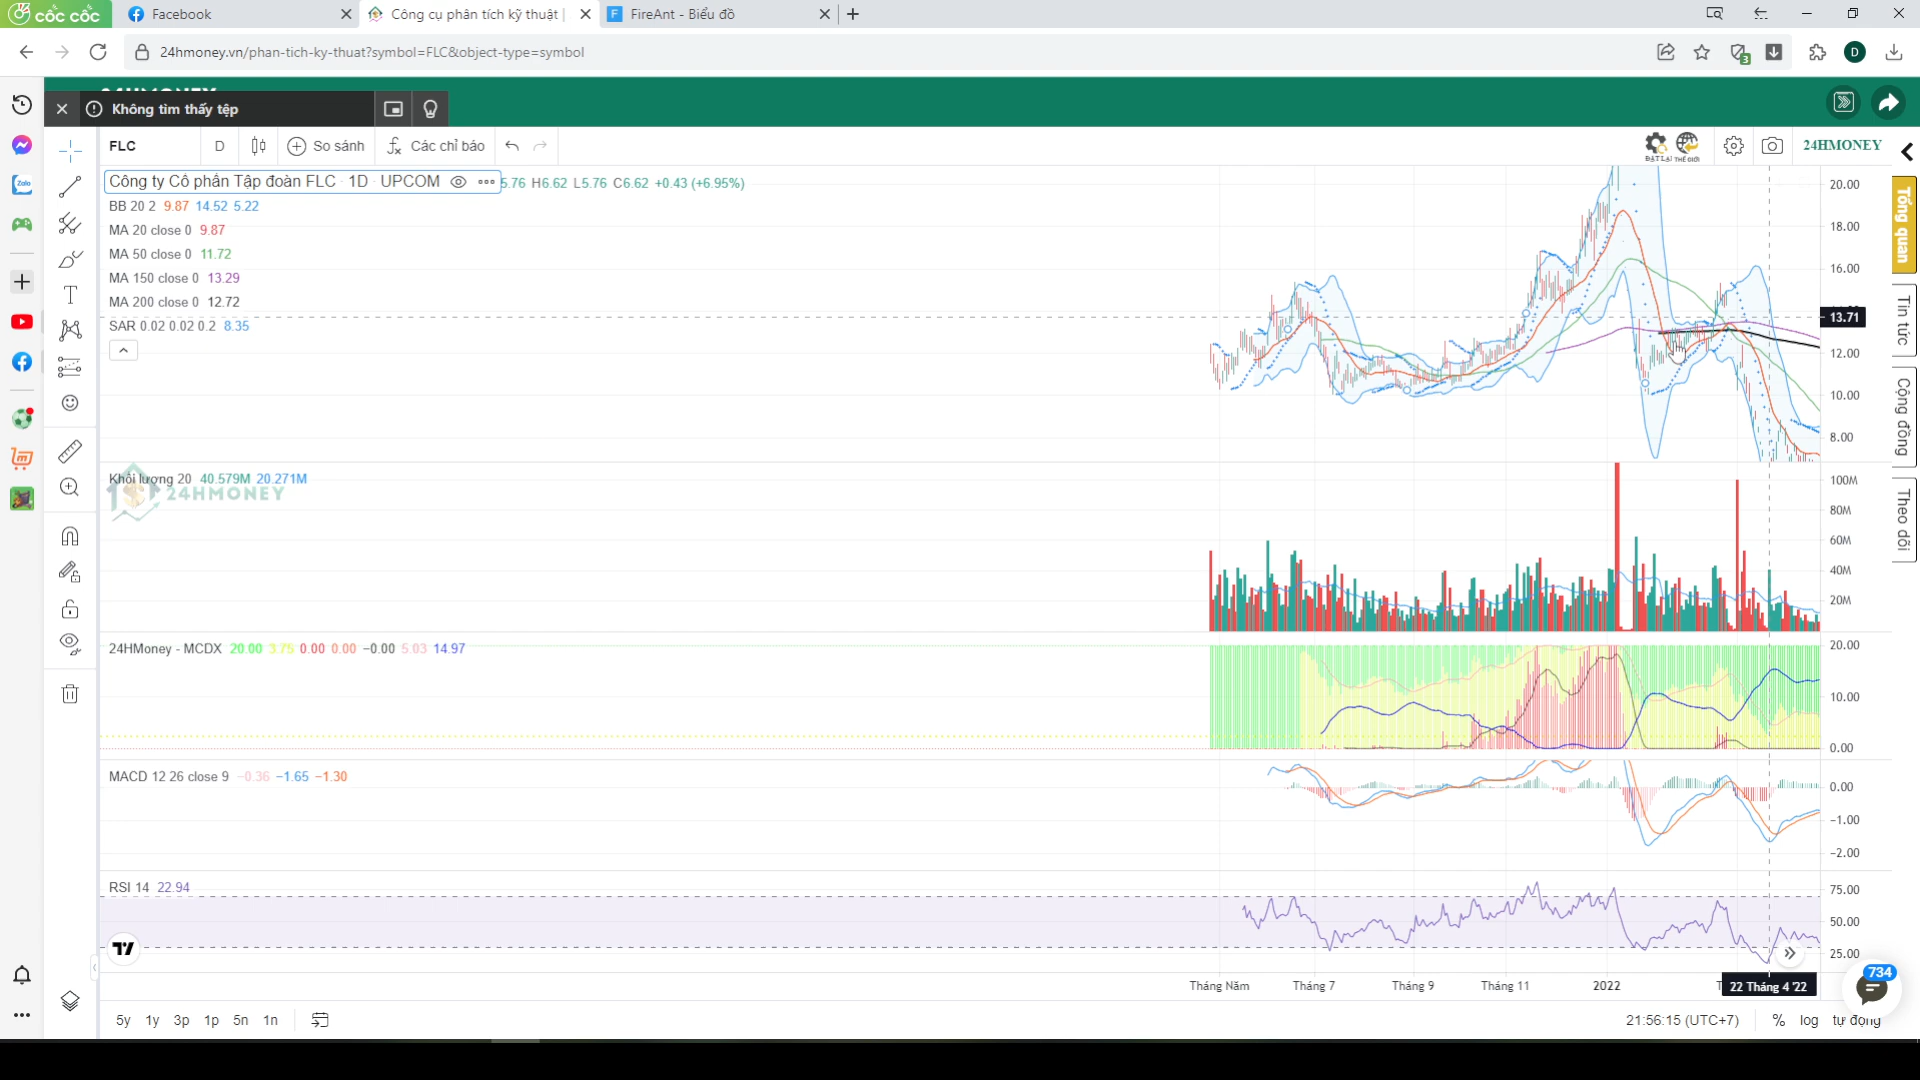 cốc cốc
Facebook
Công cụ phân tích kỹ thuật |
FireAnt - Biểu đồ
24hmoney.vn/phan-tich-ky-thuat?symbol=FLC&object-type=symbol
3
D
Không tìm thấy tệp
FLC
D
So sánh
Các chỉ báo
ĐẶT LẠI
THẾ GIỚI
24HMONEY
Công ty Cổ phần Tập đoàn FLC · 1D · UPCOM
5.76 H6.62 L5.76 C6.62 +0.43 (+6.95%)
BB 20 2 9.87 14.52 5.22
MA 20 close 0 9.87
MA 50 close 0 11.72
MA 150 close 0 13.29
MA 200 close 0 12.72
SAR 0.02 0.02 0.2 8.35
20.00
18.00
16.00
13.71
12.00
10.00
8.00
Tổng quan
Tin tức
Cộng đồng
Theo dõi
Zalo
Khối lượng 20 40.579M 20.271M
24HMONEY
100M
80M
60M
40M
20M
24HMoney - MCDX 20.00 3.75 0.00 0.00 −0.00 5.03 14.97
20.00
10.00
0.00
MACD 12 26 close 9 −0.36 −1.65 −1.30
0.00
−1.00
−2.00
RSI 14 22.94
75.00
50.00
25.00
734
Tháng Năm
Tháng 7
Tháng 9
Tháng 11
2022
22 Tháng 4 '22
5y 1y 3p 1p 5n 1n
21:56:15 (UTC+7)
%
log
tự động